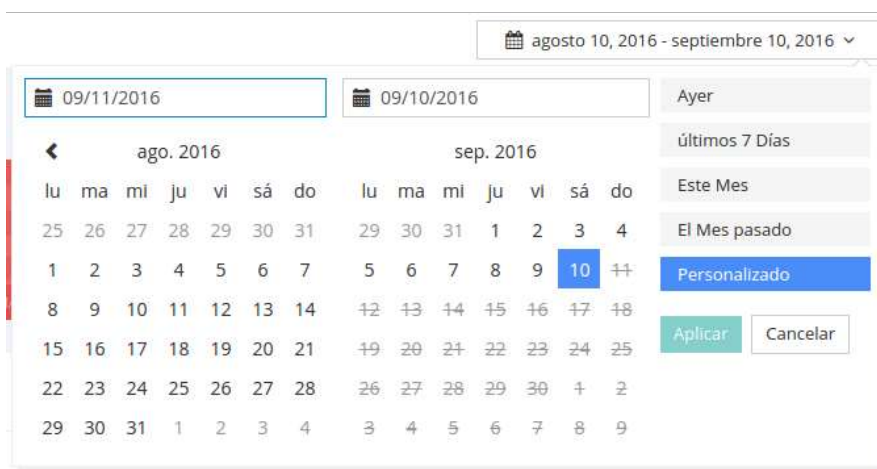 agosto 10, 2016 - septiembre 10, 2016
09/11/2016
09/10/2016
ago. 2016
lu ma mi ju vi sá do
25 26 27 28 29 30 31
1 2 3 4 5 6 7
8 9 10 11 12 13 14
15 16 17 18 19 20 21
22 23 24 25 26 27 28
29 30 31 1 2 3 4
sep. 2016
lu ma mi ju vi sá do
29 30 31 1 2 3 4
5 6 7 8 9 10 11
12 13 14 15 16 17 18
19 20 21 22 23 24 25
26 27 28 29 30 1 2
3 4 5 6 7 8 9
Ayer
últimos 7 Días
Este Mes
El Mes pasado
Personalizado
Aplicar
Cancelar